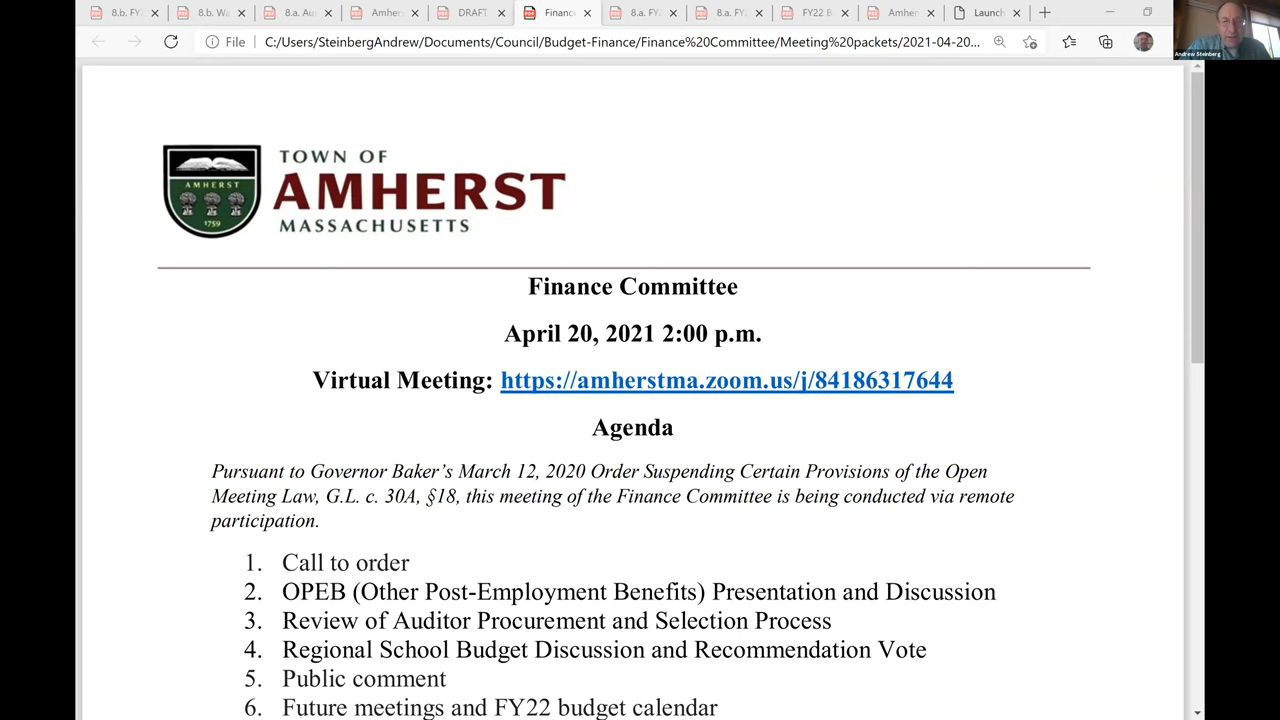 8.b. FY
8.b. Wa
8.a. Au
Amhers
DRAFT
Financ
8.a. FY
8.a. FY
FY22 B
Amher
Launch
File
C:/Users/SteinbergAndrew/Documents/Council/Budget-Finance/Finance%20Committee/Meeting%20packets/2021-04-20...
Andrew Steinberg
TOWN OF
AMHERST
MASSACHUSETTS
AMHERST
1759
Finance Committee
April 20, 2021 2:00 p.m.
Virtual Meeting: https://amherstma.zoom.us/j/84186317644
Agenda
Pursuant to Governor Baker's March 12, 2020 Order Suspending Certain Provisions of the Open
Meeting Law, G.L. c. 30A, §18, this meeting of the Finance Committee is being conducted via remote
participation.
1. Call to order
2. OPEB (Other Post-Employment Benefits) Presentation and Discussion
3. Review of Auditor Procurement and Selection Process
4. Regional School Budget Discussion and Recommendation Vote
5. Public comment
6. Future meetings and FY22 budget calendar